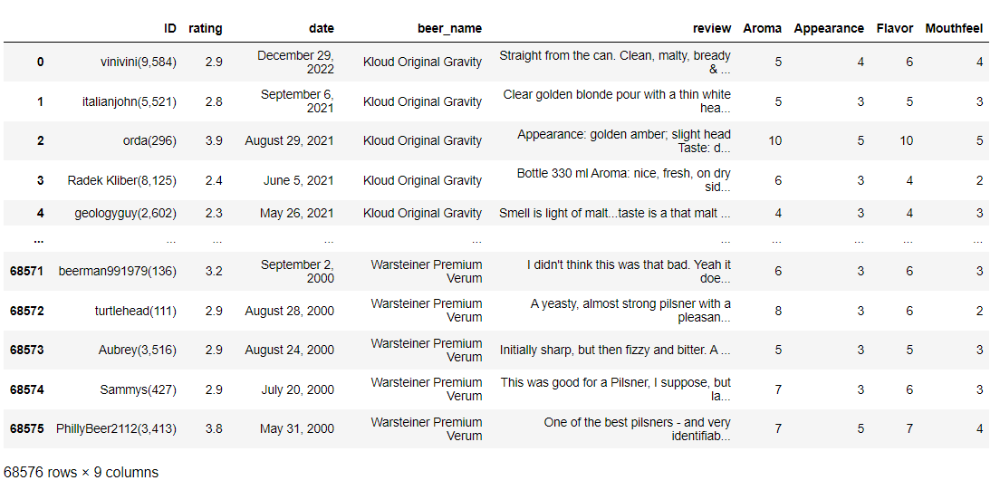 ID rating date beer_name review Aroma Appearance Flavor Mouthfeel
0 vinivini(9,584) 2.9 December 29, 2022 Kloud Original Gravity Straight from the can. Clean, malty, bready & ... 5 4 6 4
1 italianjohn(5,521) 2.8 September 6, 2021 Kloud Original Gravity Clear golden blonde pour with a thin white hea... 5 3 5 3
2 orda(296) 3.9 August 29, 2021 Kloud Original Gravity Appearance: golden amber; slight head Taste: d... 10 5 10 5
3 Radek Kliber(8,125) 2.4 June 5, 2021 Kloud Original Gravity Bottle 330 ml Aroma: nice, fresh, on dry sid... 6 3 4 2
4 geologyguy(2,602) 2.3 May 26, 2021 Kloud Original Gravity Smell is light of malt...taste is a that malt ... 4 3 4 3
... ... ... ... ... ... ... ... ... ...
68571 beerman991979(136) 3.2 September 2, 2000 Warsteiner Premium Verum I didn't think this was that bad. Yeah it doe... 6 3 6 3
68572 turtlehead(111) 2.9 August 28, 2000 Warsteiner Premium Verum A yeasty, almost strong pilsner with a pleasan... 8 3 6 2
68573 Aubrey(3,516) 2.9 August 24, 2000 Warsteiner Premium Verum Initially sharp, but then fizzy and bitter. A ... 5 3 5 3
68574 Sammys(427) 2.9 July 20, 2000 Warsteiner Premium Verum This was good for a Pilsner, I suppose, but la... 7 3 6 3
68575 PhillyBeer2112(3,413) 3.8 May 31, 2000 Warsteiner Premium Verum One of the best pilsners - and very identifiab... 7 5 7 4
68576 rows × 9 columns